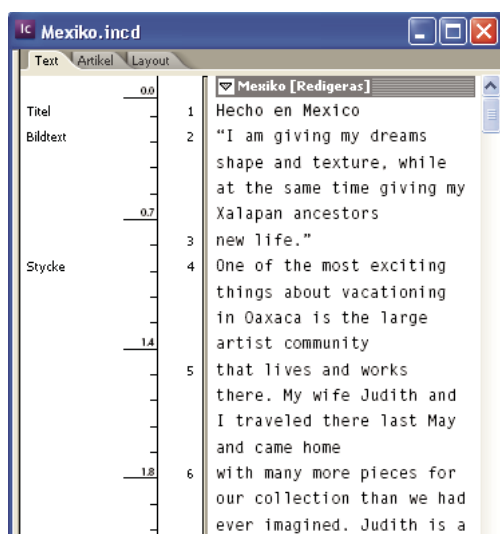 Ic Mexiko.incd
Text Artikel Layout
0.0 Mexiko [Redigeras]
Titel 1 Hecho en Mexico
Bildtext 2 “I am giving my dreams
shape and texture, while
at the same time giving my
0.7 Xalapan ancestors
3 new life.”
Stycke 4 One of the most exciting
things about vacationing
in Oaxaca is the large
1.4 artist community
5 that lives and works
there. My wife Judith and
I traveled there last May
and came home
1.8 6 with many more pieces for
our collection than we had
ever imagined. Judith is a